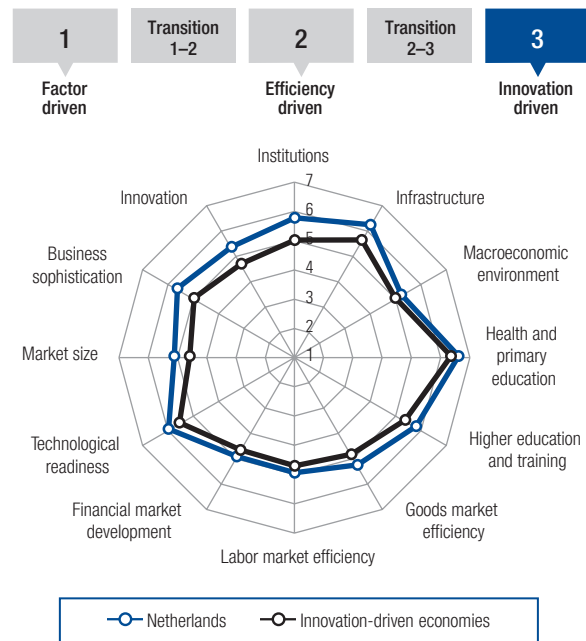 1
Transition
1–2
2
Transition
2–3
3
Factor
driven
Efficiency
driven
Innovation
driven
Institutions
7
Innovation
Infrastructure
6
5
Business
sophistication
Macroeconomic
environment
4
3
2
Market size
1
Health and
primary
education
Technological
readiness
Higher education
and training
Financial market
development
Goods market
efficiency
Labor market efficiency
Netherlands
Innovation-driven economies